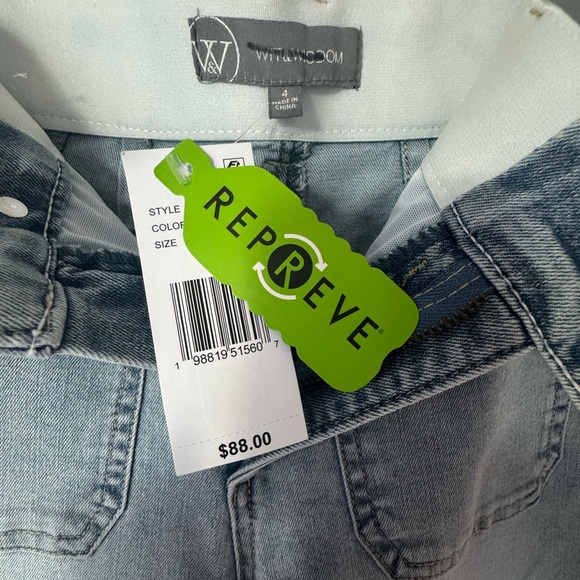 W&
WIT & WISDOM
4
MADE IN
CHINA
STYLE
COLOR
SIZE
REPREVE®
1 98819 51560 7
$88.00